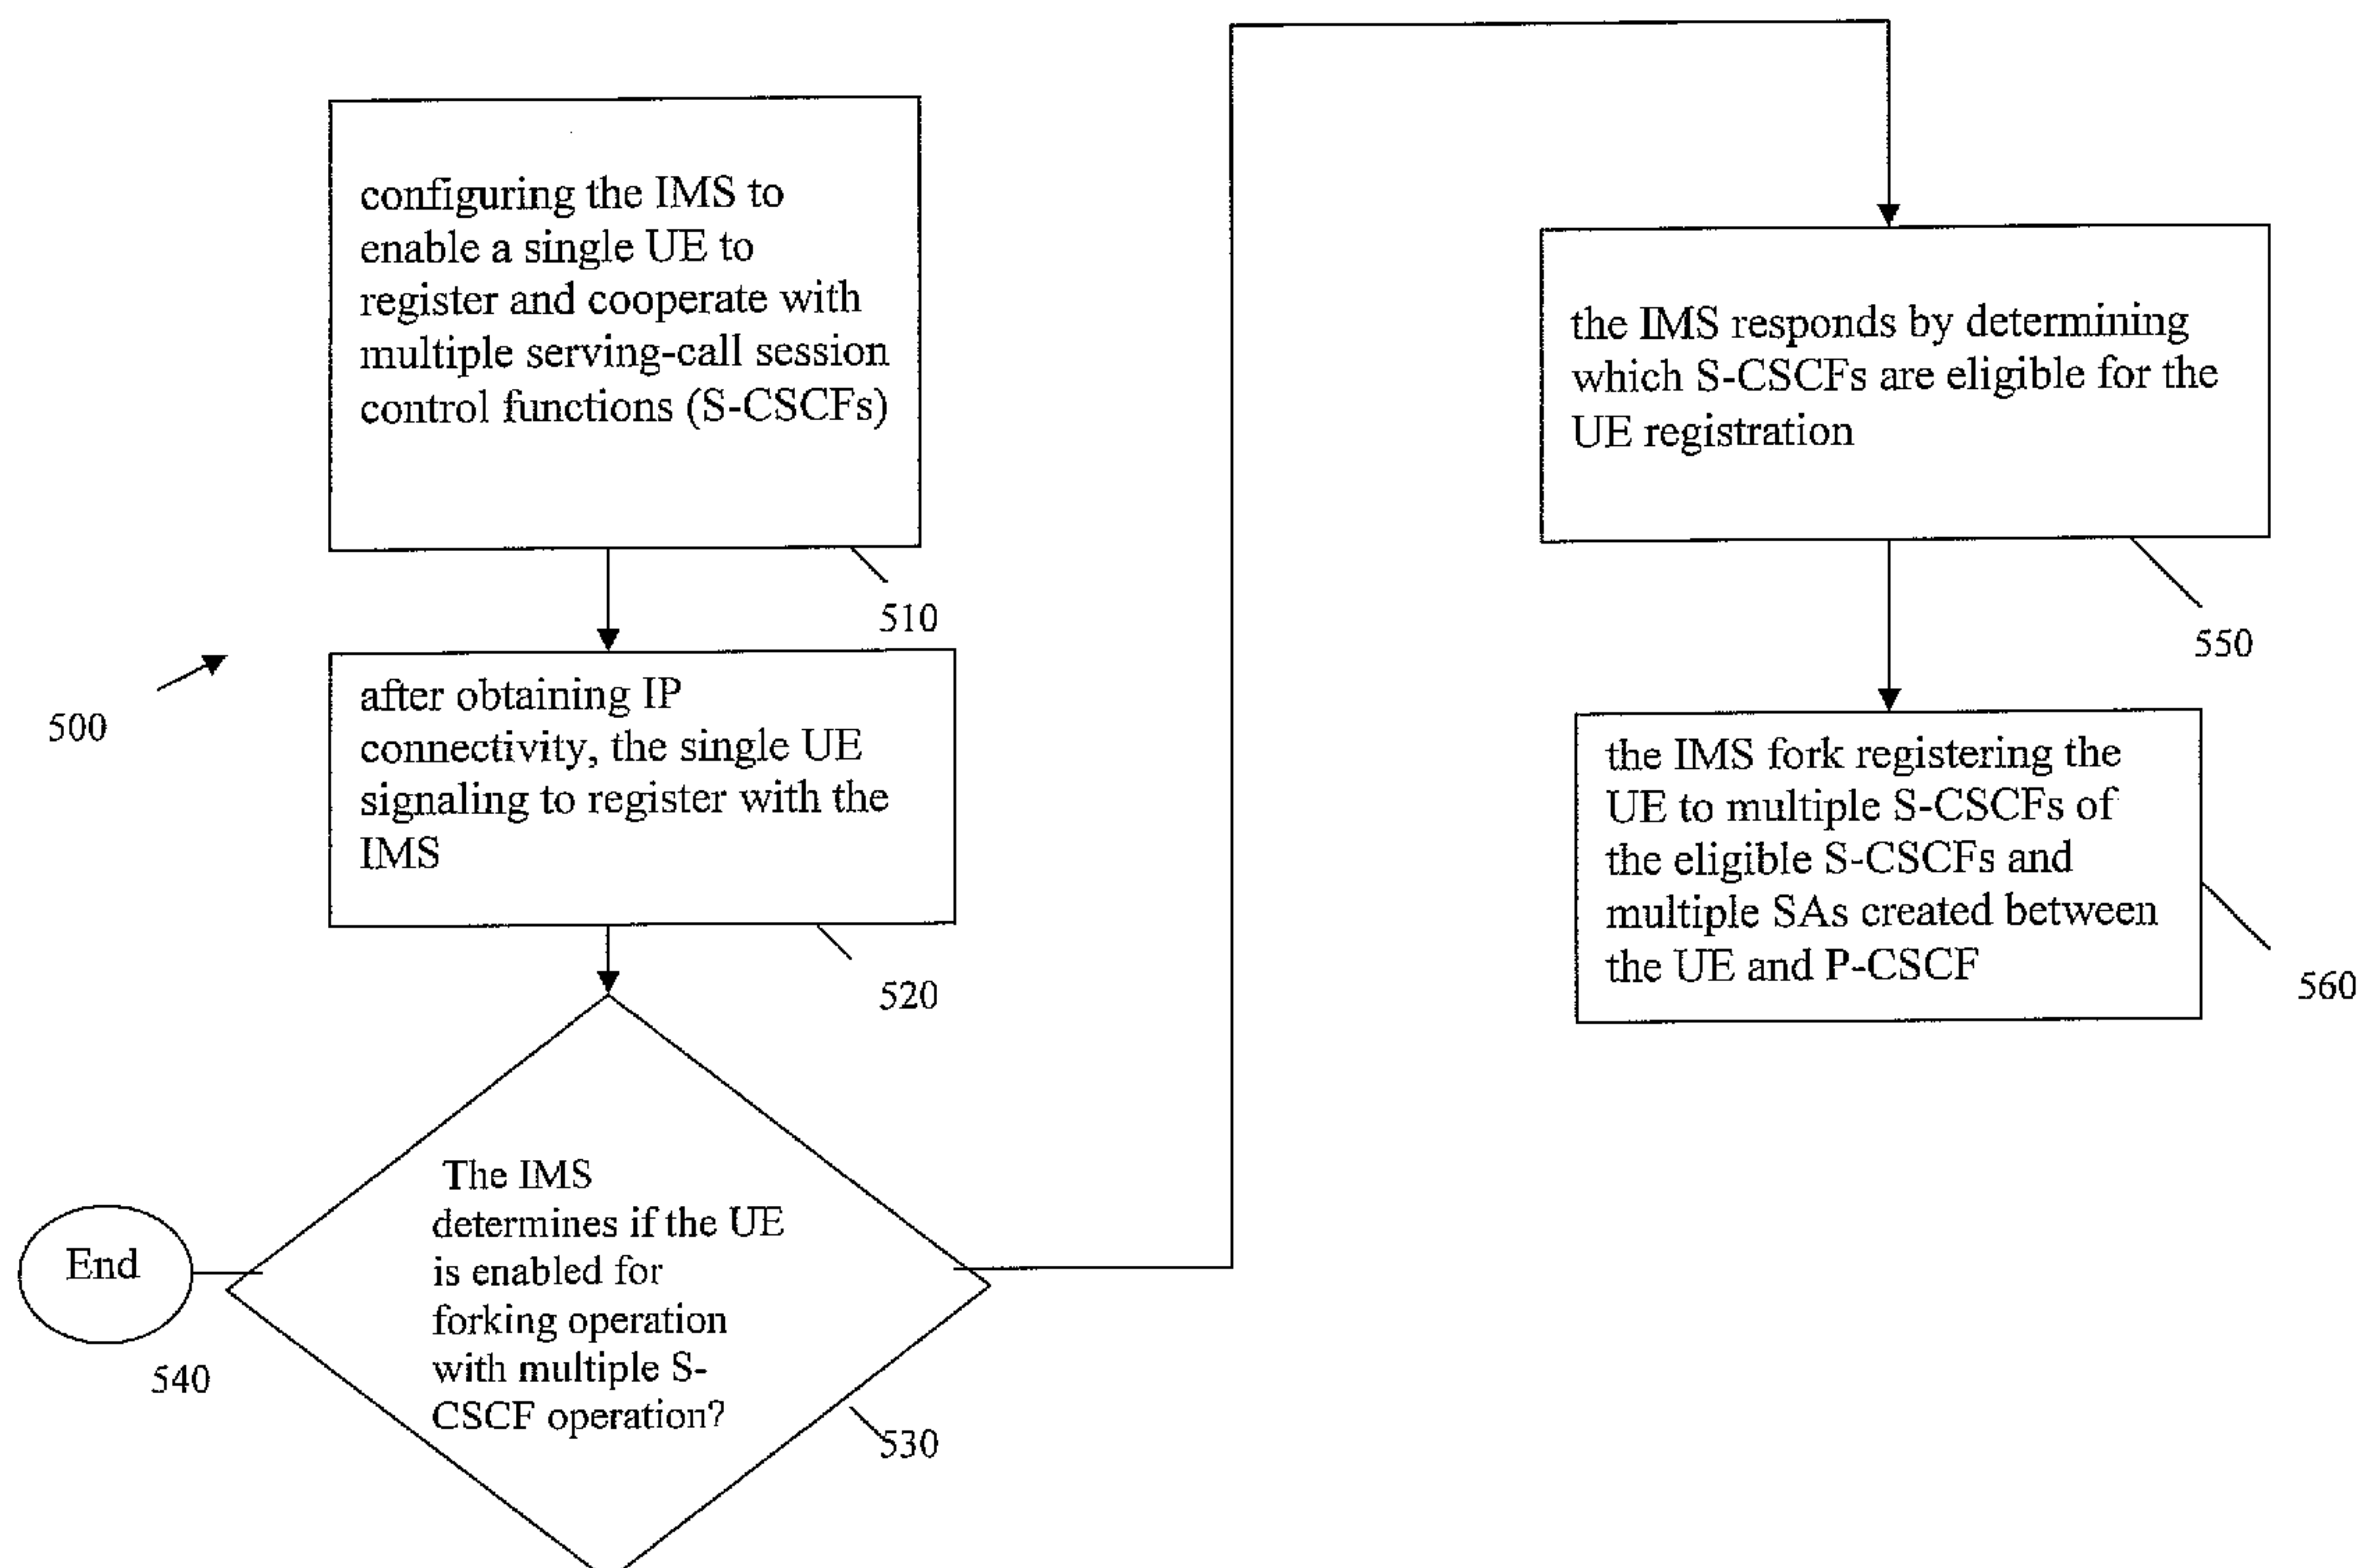 configuring the IMS to
enable a single UE to
register and cooperate with
multiple serving-call session
control functions (S-CSCFs)
510
500
after obtaining IP
connectivity, the single UE
signaling to register with the
IMS
520
The IMS
determines if the UE
is enabled for
forking operation
with multiple S-
CSCF operation?
530
End
540
the IMS responds by determining
which S-CSCFs are eligible for the
UE registration
550
the IMS fork registering the
UE to multiple S-CSCFs of
the eligible S-CSCFs and
multiple SAs created between
the UE and P-CSCF
560